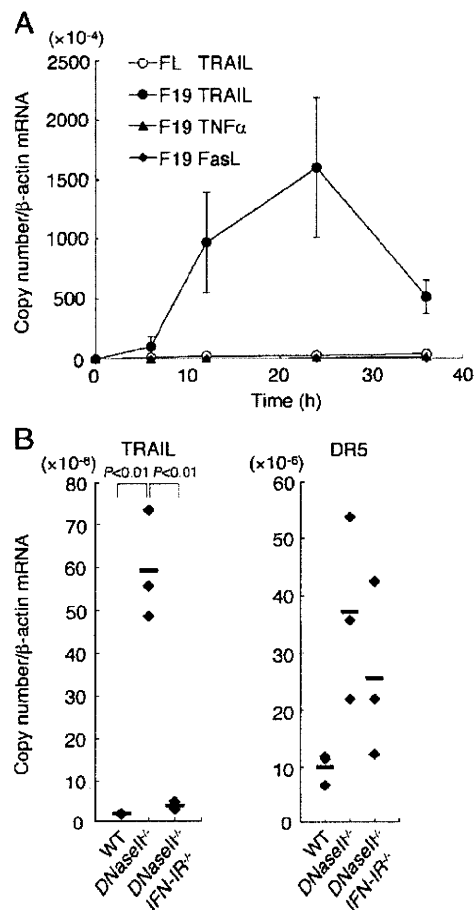 A
(×10⁻⁴)
2500
2000
1500
1000
500
0
FL TRAIL
F19 TRAIL
F19 TNFα
F19 FasL
Copy number/β-actin mRNA
0 10 20 30 40
Time (h)
B
TRAIL
(×10⁻⁶)
P<0.01 P<0.01
80
70
60
50
40
30
20
10
0
Copy number/β-actin mRNA
WT
DNaseII⁻/⁻
DNaseII⁻/⁻
IFN-IR⁻/⁻
DR5
(×10⁻⁶)
60
50
40
30
20
10
0
WT
DNaseII⁻/⁻
DNaseII⁻/⁻
IFN-IR⁻/⁻